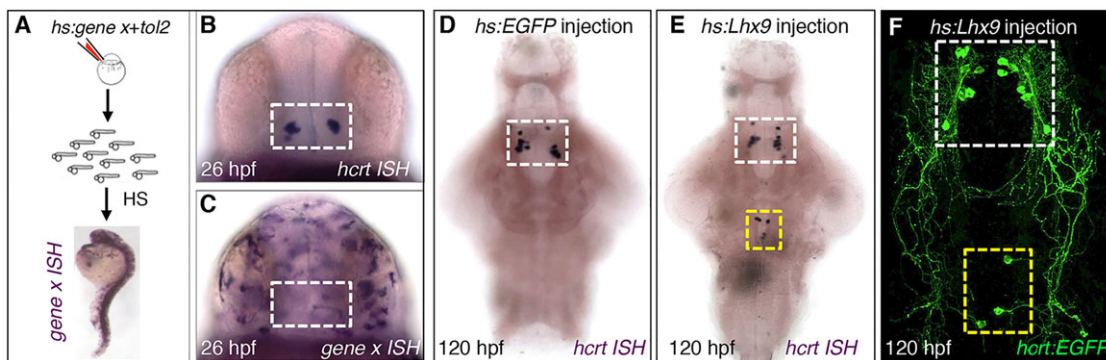 A
hs:gene x+tol2
HS
gene x ISH
B
26 hpf
hcrt ISH
C
26 hpf
gene x ISH
D
hs:EGFP injection
120 hpf
hcrt ISH
E
hs:Lhx9 injection
120 hpf
hcrt ISH
F
hs:Lhx9 injection
120 hpf
hcrt:EGFP